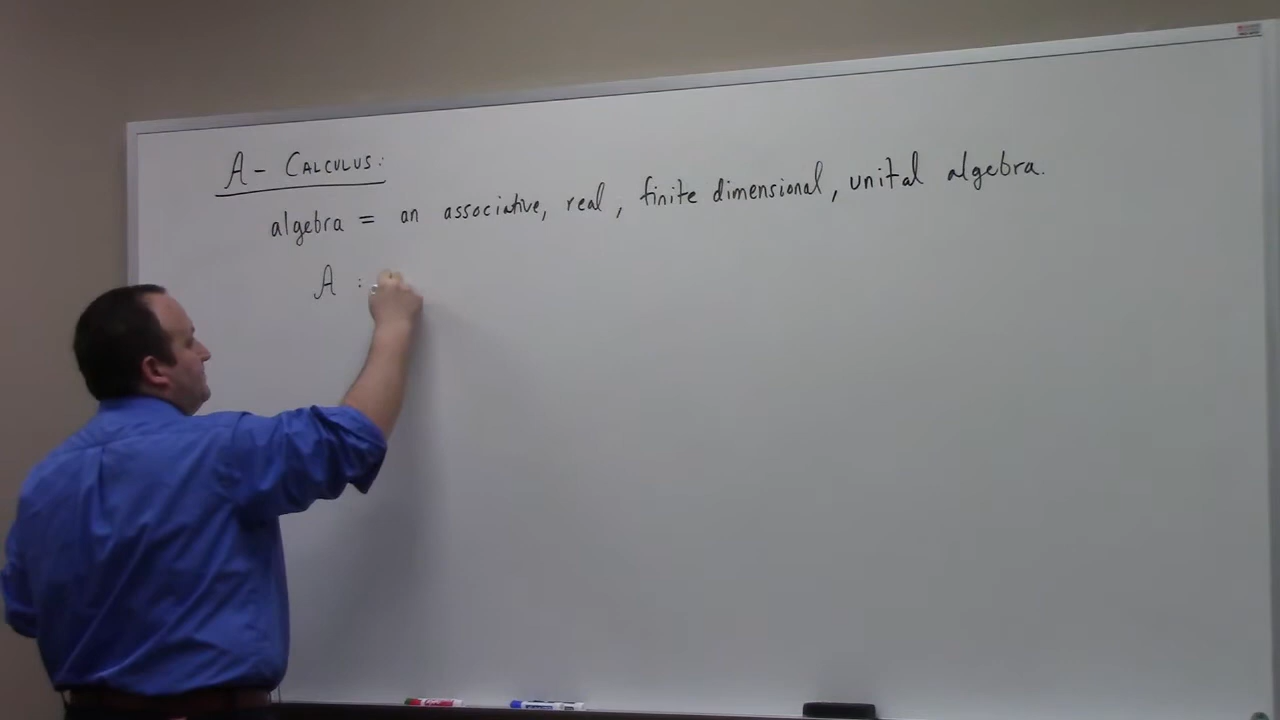 A - CALCULUS:
algebra = an associative, real, finite dimensional, unital algebra.
A :